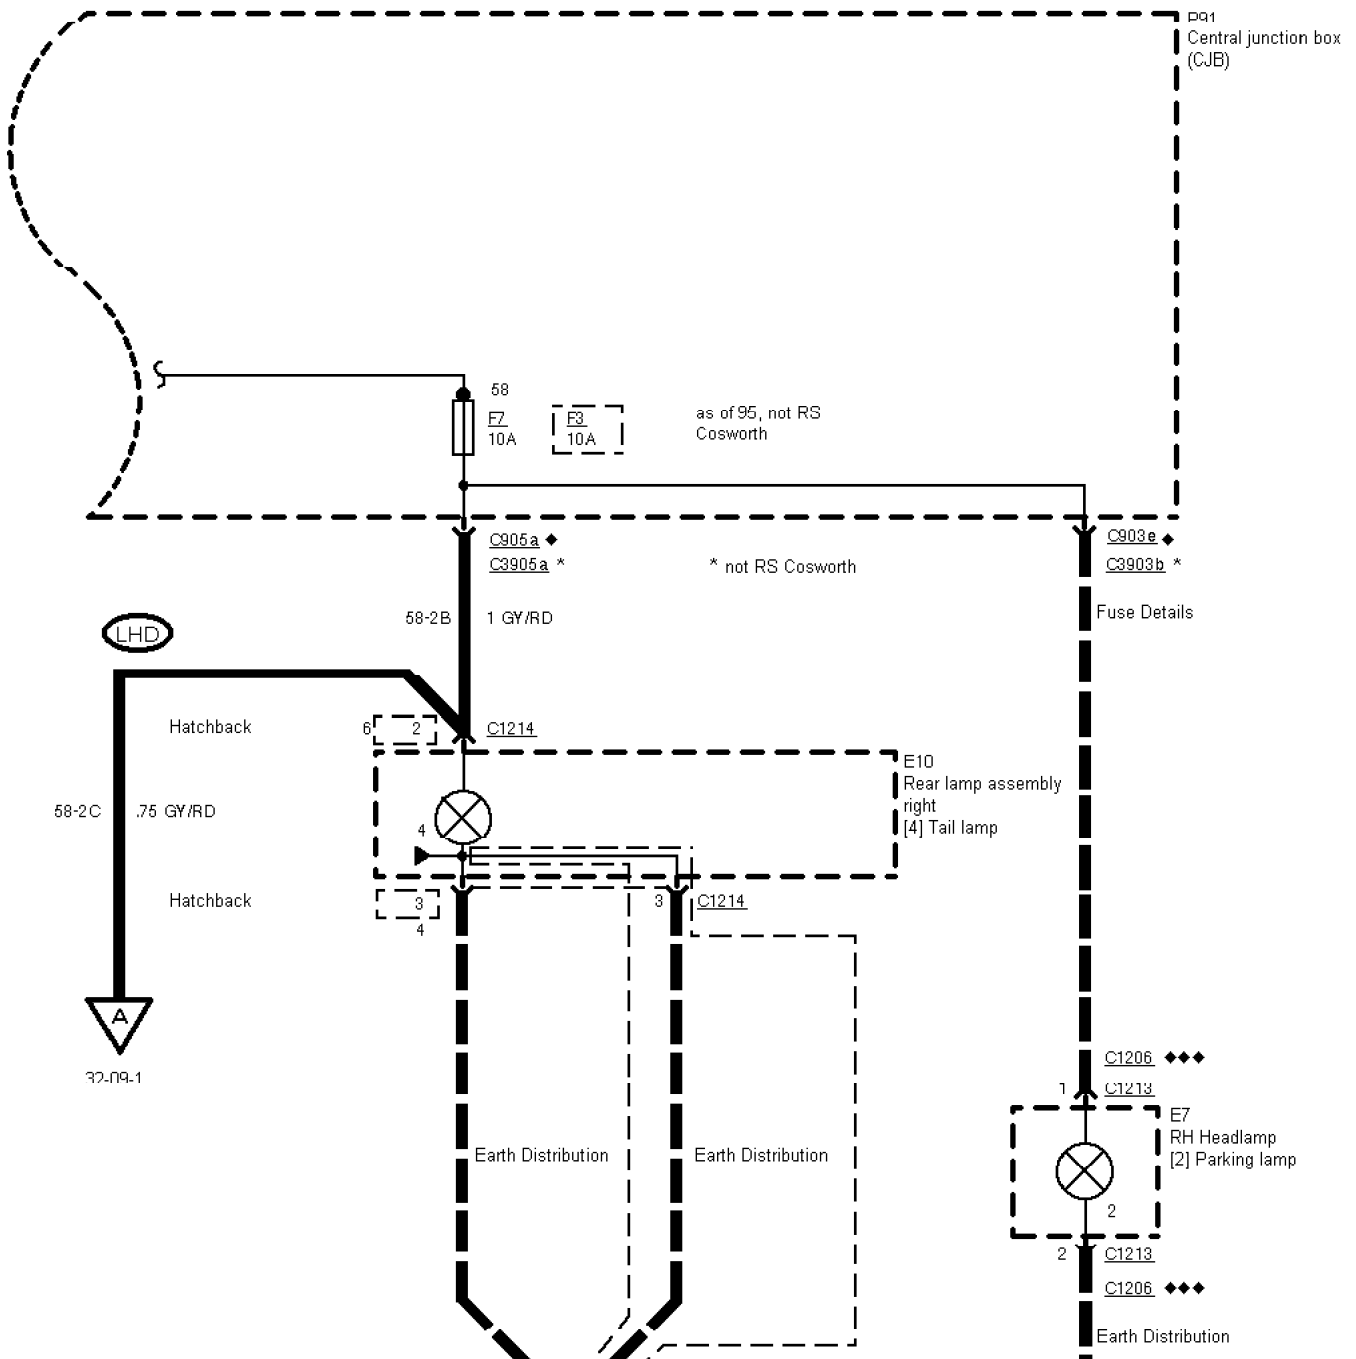 P91
Central junction box
(CJB)
58
F7
10A
F3
10A
as of 95, not RS
Cosworth
C905a ◆
C3905a *
* not RS Cosworth
C903e ◆
C3903b *
58-2B
1 GY/RD
Fuse Details
LHD
Hatchback
6
2
C1214
E10
Rear lamp assembly
right
[4] Tail lamp
58-2C
.75 GY/RD
4
Hatchback
3
4
3
C1214
A
32-09-1
C1206 ◆◆◆
1
C1213
E7
RH Headlamp
[2] Parking lamp
Earth Distribution
Earth Distribution
2
2
C1213
C1206 ◆◆◆
Earth Distribution